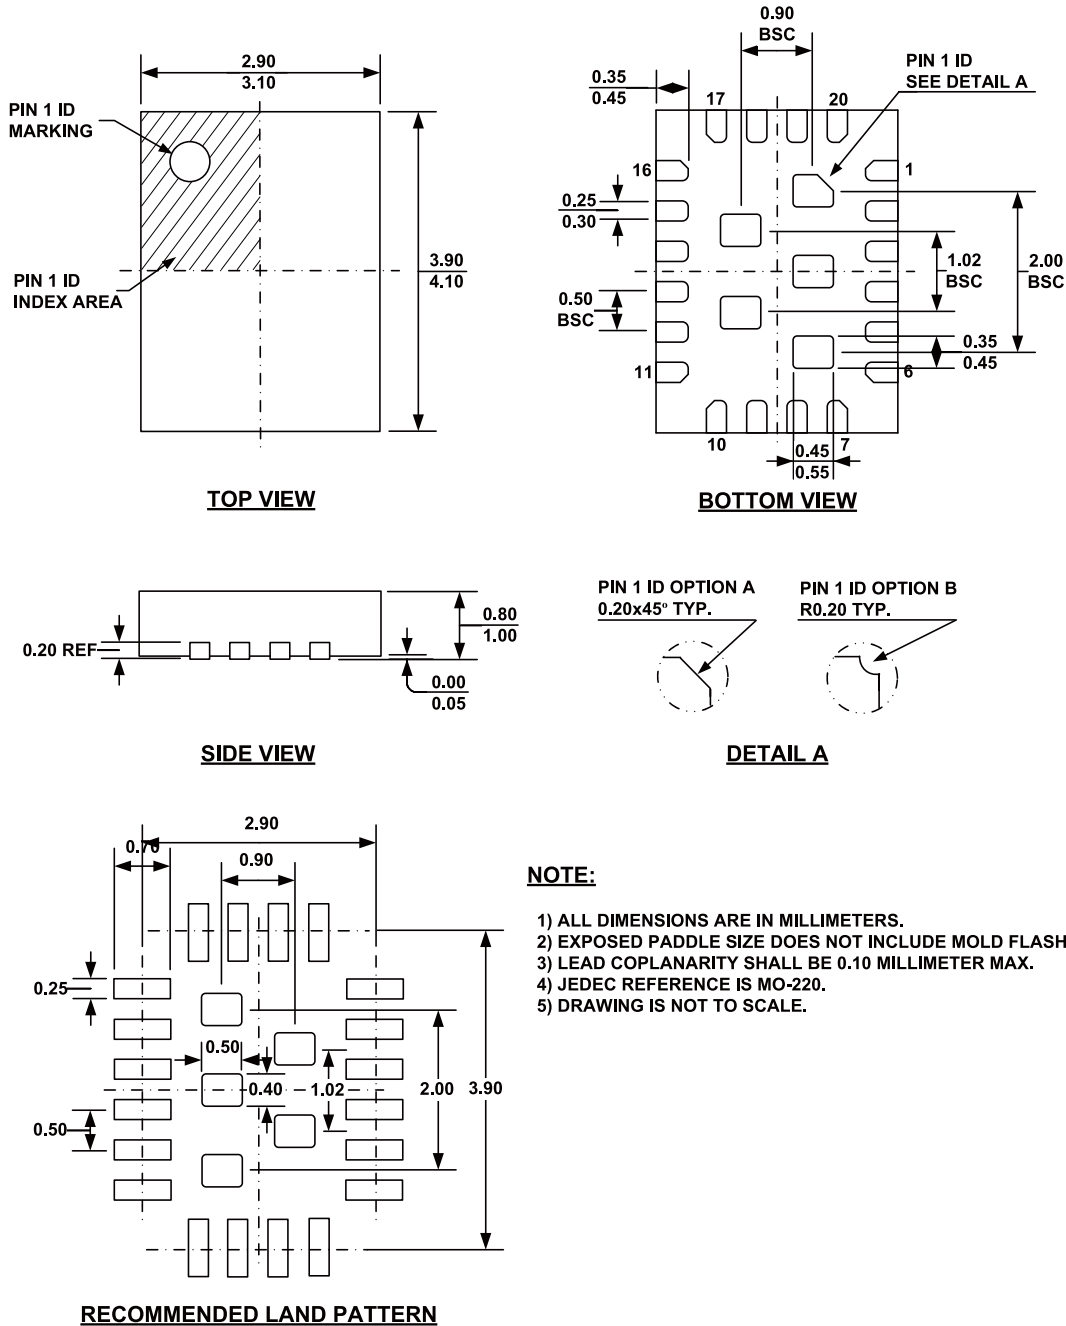 2.90
3.10
PIN 1 ID
MARKING
PIN 1 ID
INDEX AREA
3.90
4.10
TOP VIEW
0.90
BSC
PIN 1 ID
SEE DETAIL A
0.35
0.45
17
20
16
1
0.25
0.30
1.02
BSC
2.00
BSC
0.50
BSC
0.35
0.45
11
6
10
7
0.45
0.55
BOTTOM VIEW
0.20 REF
0.80
1.00
0.00
0.05
SIDE VIEW
PIN 1 ID OPTION A
0.20x45° TYP.
PIN 1 ID OPTION B
R0.20 TYP.
DETAIL A
2.90
0.70
0.90
0.25
0.50
0.40
1.02
2.00
3.90
0.50
RECOMMENDED LAND PATTERN
NOTE:
1) ALL DIMENSIONS ARE IN MILLIMETERS.
2) EXPOSED PADDLE SIZE DOES NOT INCLUDE MOLD FLASH
3) LEAD COPLANARITY SHALL BE 0.10 MILLIMETER MAX.
4) JEDEC REFERENCE IS MO-220.
5) DRAWING IS NOT TO SCALE.